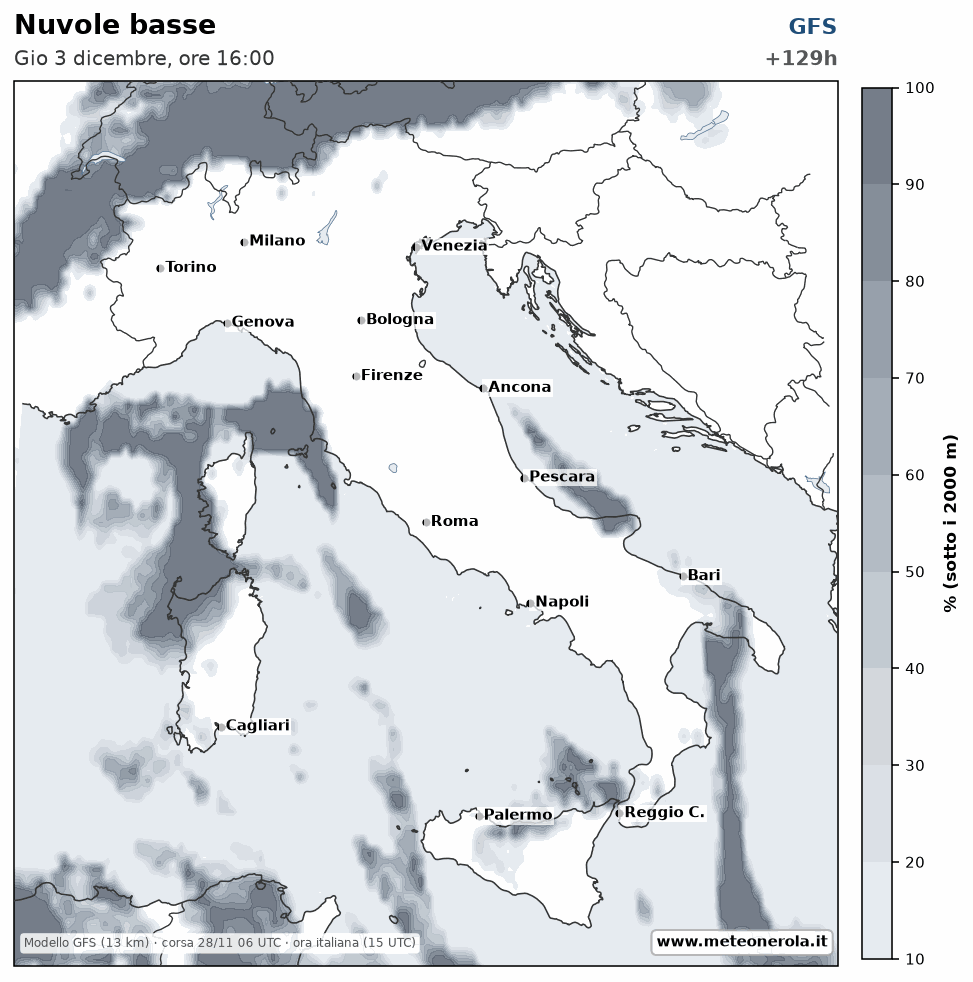 Nuvole basse
GFS
Gio 3 dicembre, ore 16:00
+129h
100
90
80
70
60
50
40
30
20
10
% (sotto i 2000 m)
Milano
Venezia
Torino
Genova
Bologna
Firenze
Ancona
Pescara
Roma
Bari
Napoli
Cagliari
Palermo
Reggio C.
Modello GFS (13 km) · corsa 28/11 06 UTC · ora italiana (15 UTC)
www.meteonerola.it